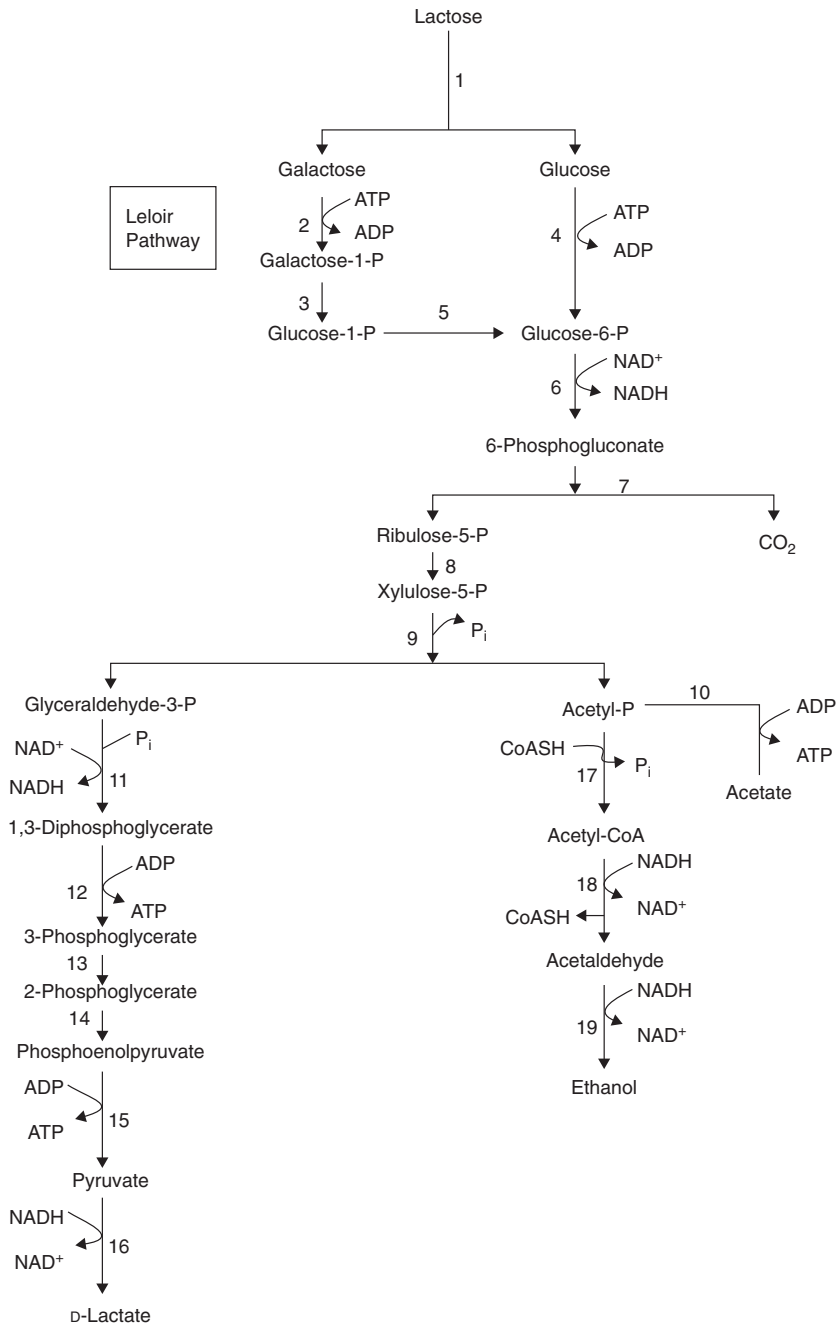 Lactose
1
Galactose
Glucose
Leloir
Pathway
2
ATP
ADP
4
ATP
ADP
Galactose-1-P
3
5
Glucose-1-P
Glucose-6-P
6
NAD+
NADH
6-Phosphogluconate
7
Ribulose-5-P
CO2
8
Xylulose-5-P
9
Pi
Glyceraldehyde-3-P
Acetyl-P
10
ADP
ATP
Acetate
NAD+
Pi
NADH
11
CoASH
Pi
17
1,3-Diphosphoglycerate
Acetyl-CoA
ADP
12
ATP
NADH
18
NAD+
CoASH
3-Phosphoglycerate
13
Acetaldehyde
2-Phosphoglycerate
14
NADH
19
NAD+
Phosphoenolpyruvate
ADP
ATP
15
Ethanol
Pyruvate
NADH
16
NAD+
D-Lactate